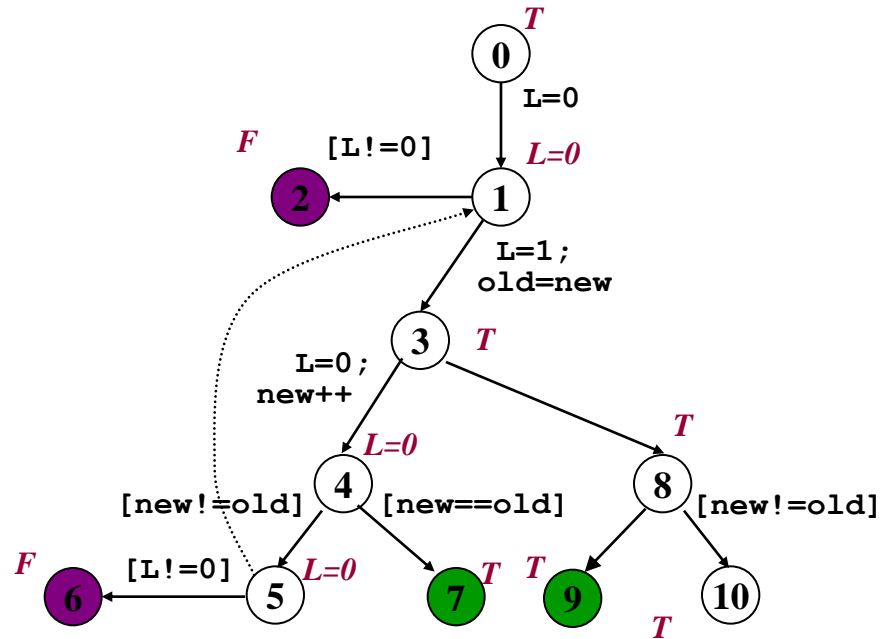 T
0
L=0
F
[L!=0]
L=0
2
1
L=1;
old=new
3
T
L=0;
new++
L=0
T
4
8
[new!=old]
[new==old]
[new!=old]
F
[L!=0]
L=0
T
T
6
5
7
9
10
T